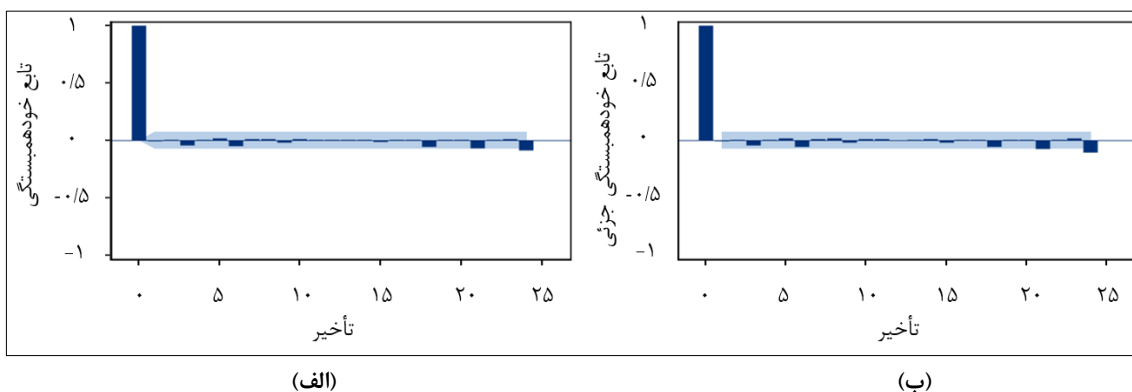 تابع خودهمبستگی
۱
۰/۵
۰
-۰/۵
-۱
۰ ۵ ۱۰ ۱۵ ۲۰ ۲۵
تأخیر
(الف)
تابع خودهمبستگی جزئی
۱
۰/۵
۰
-۰/۵
-۱
۰ ۵ ۱۰ ۱۵ ۲۰ ۲۵
تأخیر
(ب)